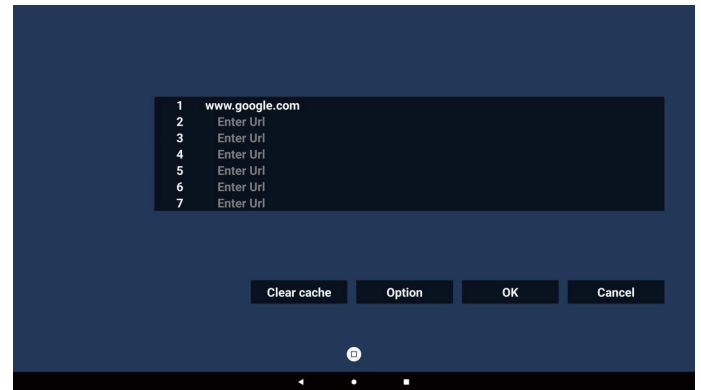 1 www.google.com
2 Enter Url
3 Enter Url
4 Enter Url
5 Enter Url
6 Enter Url
7 Enter Url
Clear cache Option OK Cancel